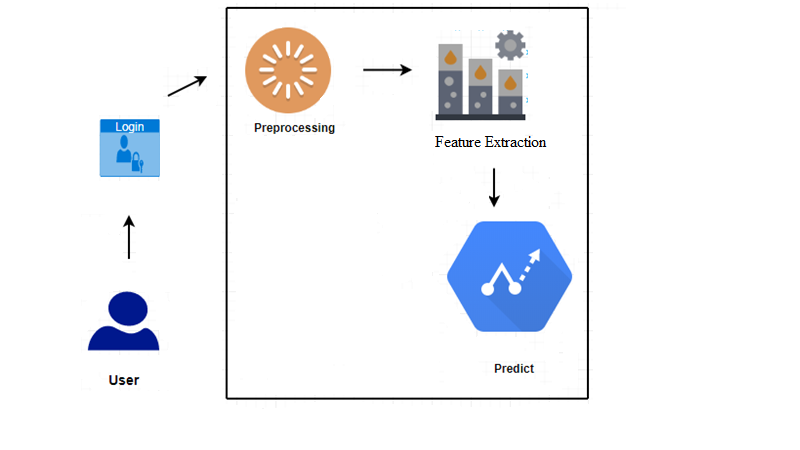 Login
User
Preprocessing
Feature Extraction
Predict